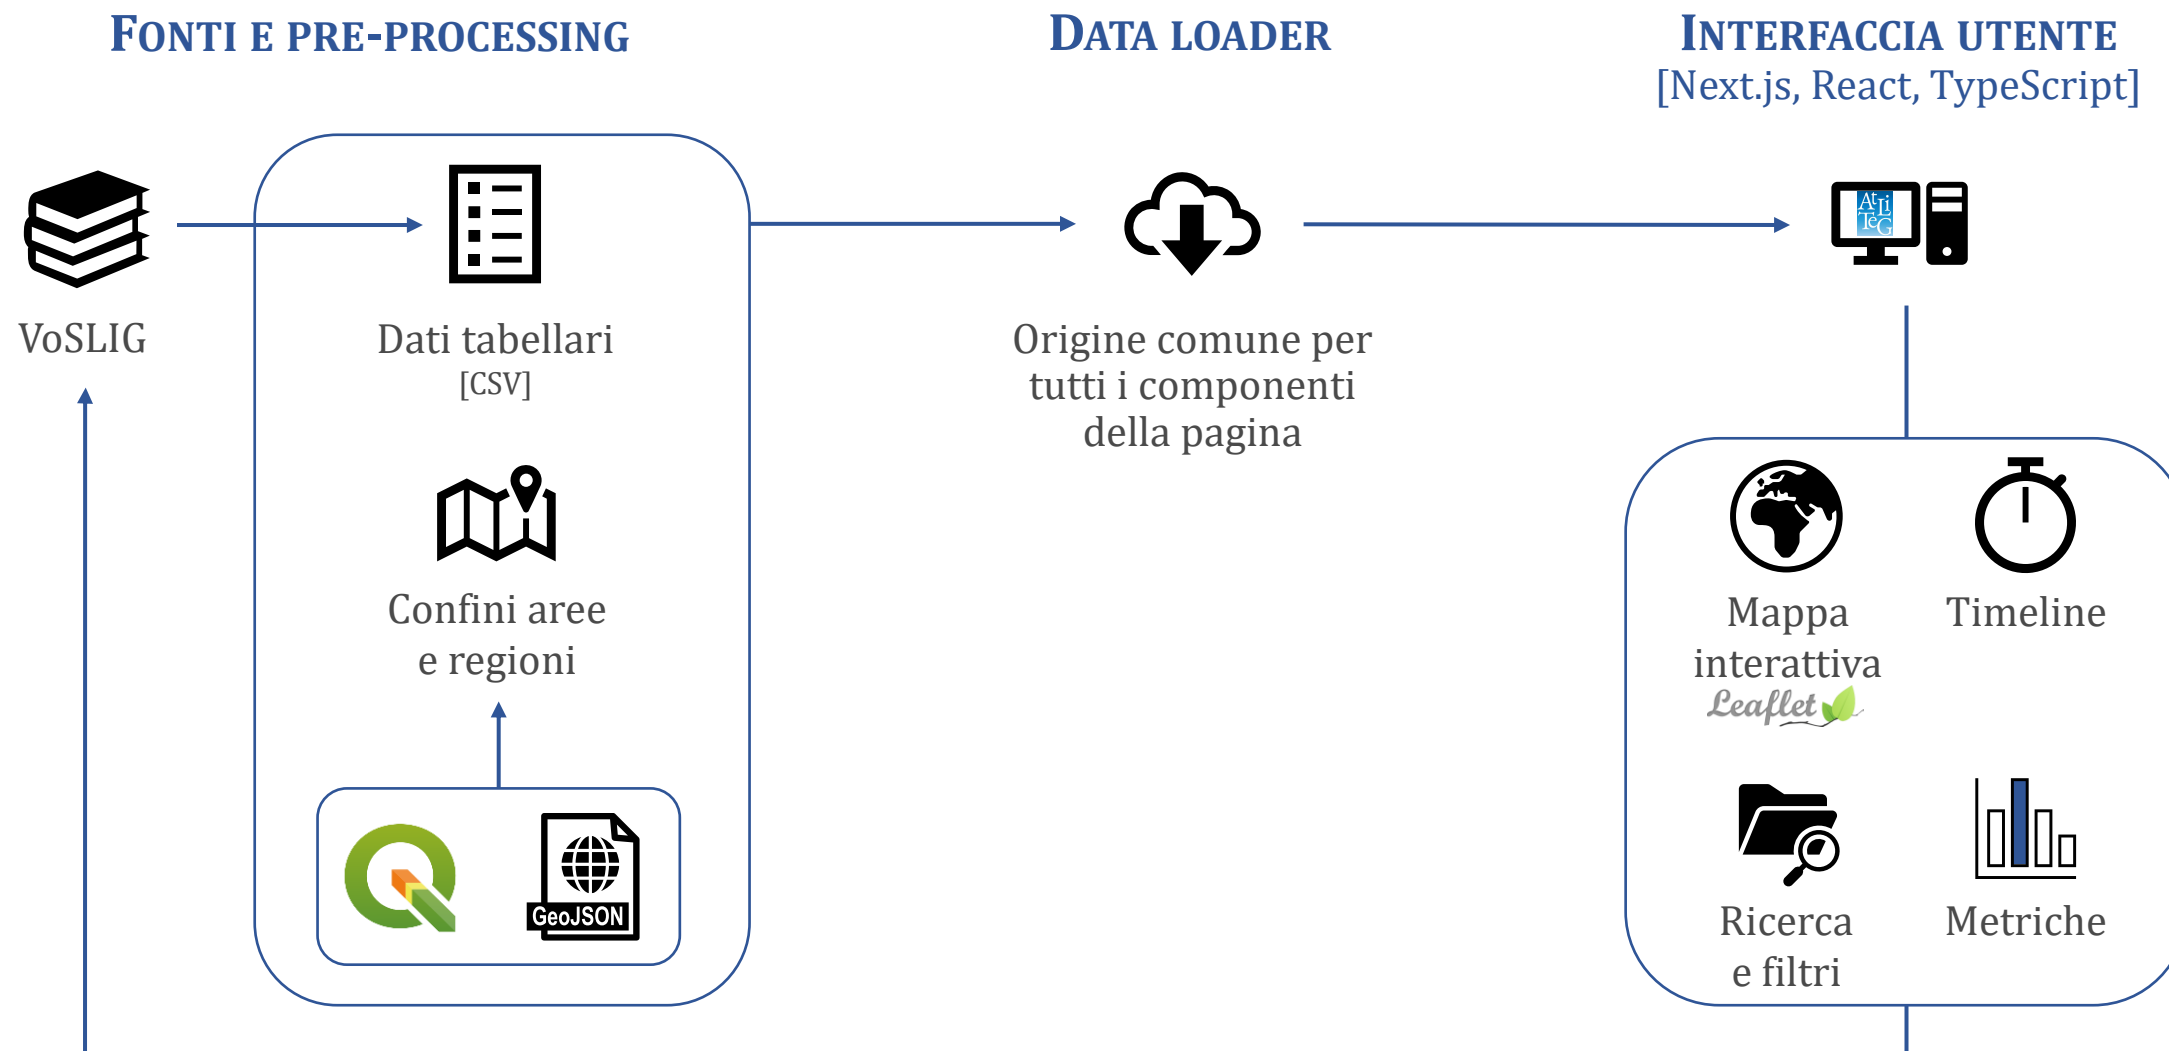 FONTI E PRE-PROCESSING
DATA LOADER
INTERFACCIA UTENTE
[Next.js, React, TypeScript]
AtLiTeG
VoSLIG
Dati tabellari
[CSV]
Origine comune per
tutti i componenti
della pagina
Confini aree
e regioni
GeoJSON
Mappa
interattiva
Leaflet
Timeline
Ricerca
e filtri
Metriche